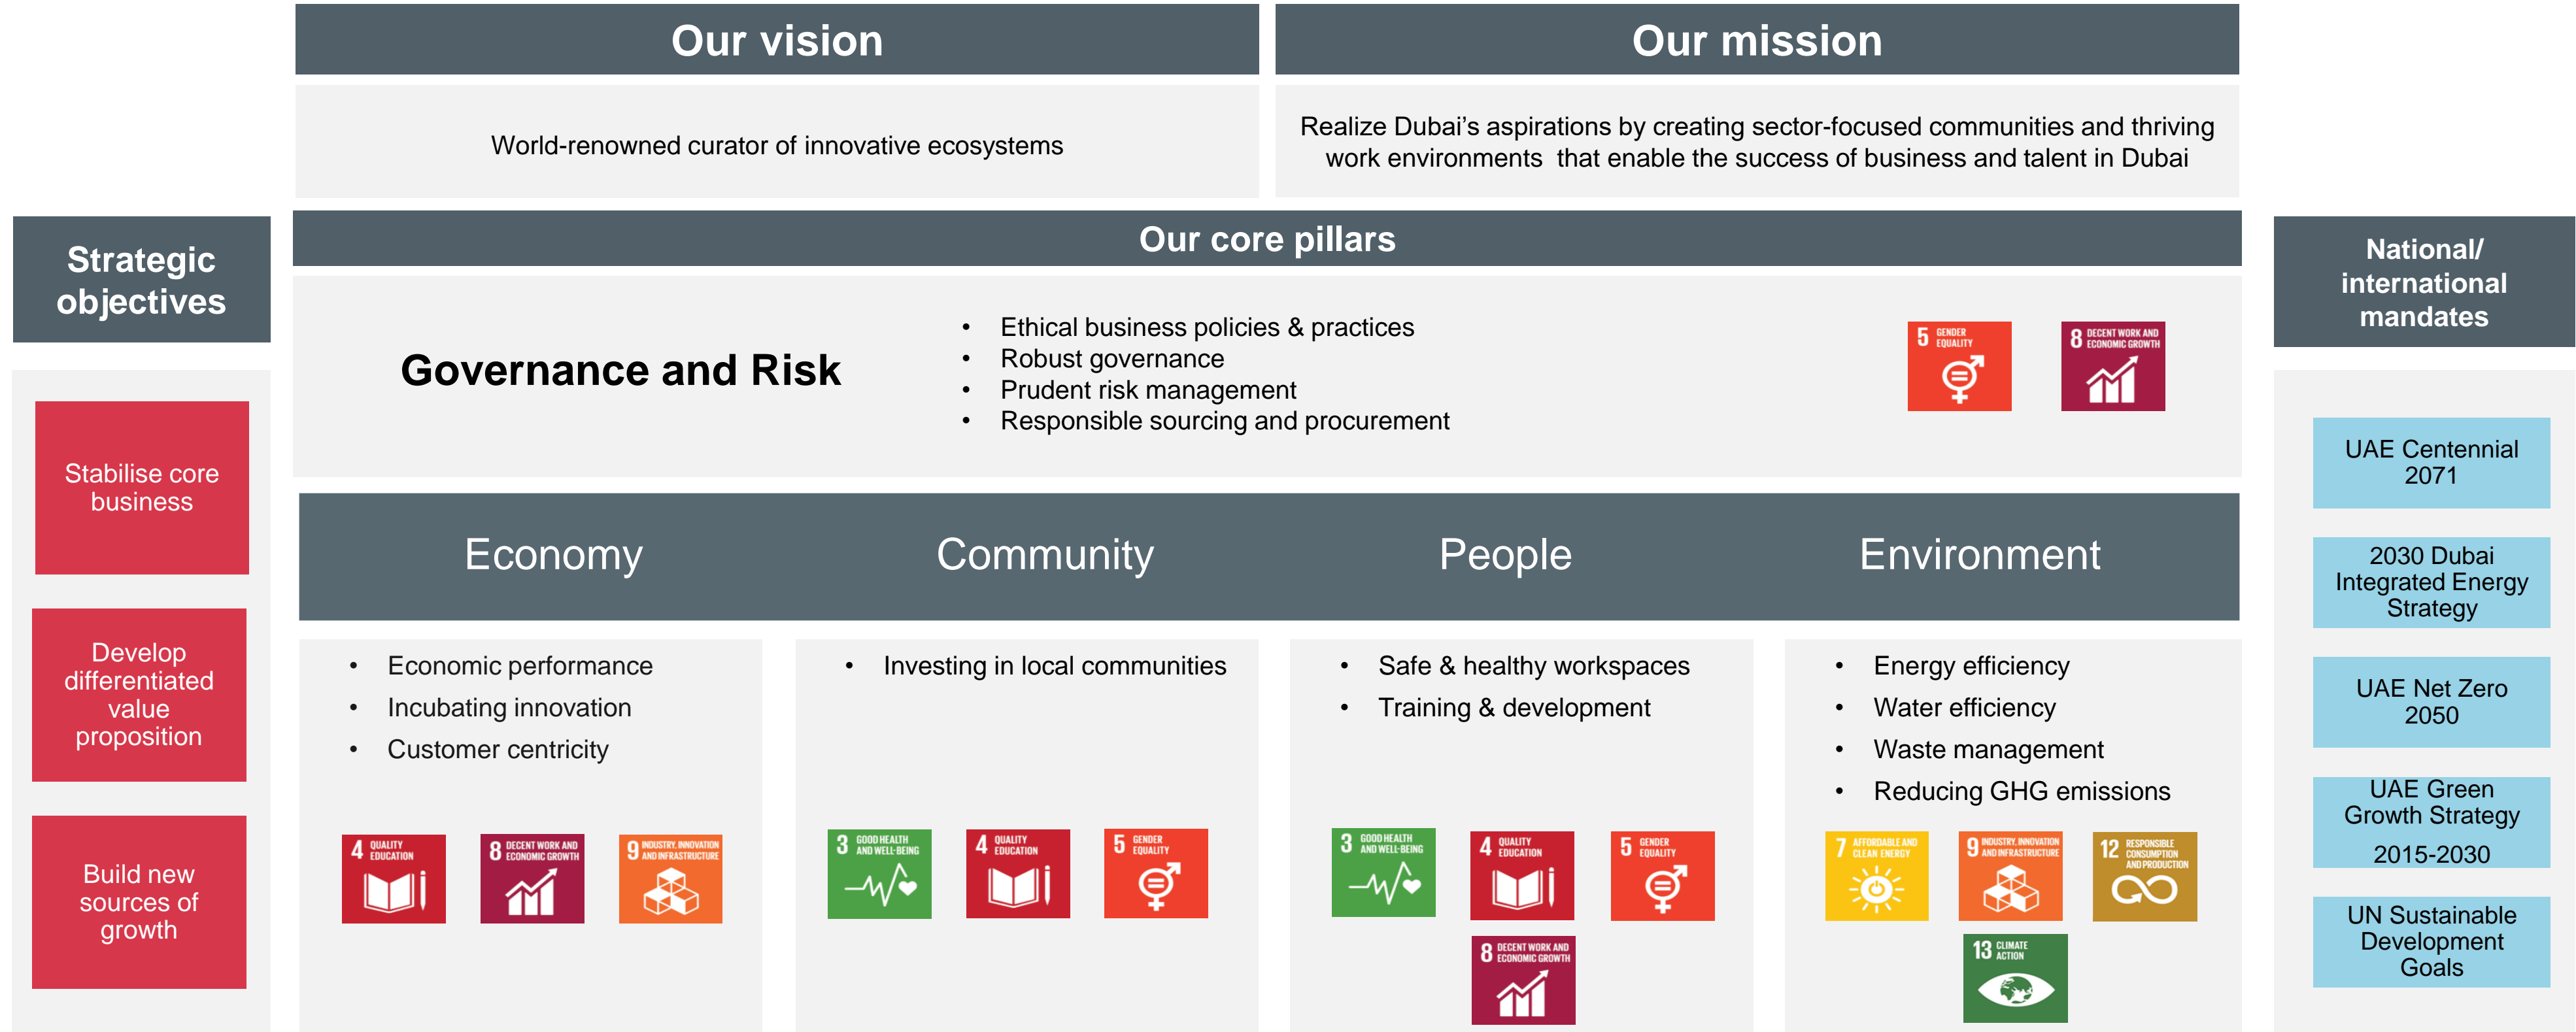 Our vision
World-renowned curator of innovative ecosystems
Our mission
Realize Dubai’s aspirations by creating sector-focused communities and thriving
work environments  that enable the success of business and talent in Dubai
Strategic
objectives
Stabilise core
business
Develop
differentiated
value
proposition
Build new
sources of
growth
Our core pillars
Governance and Risk
• Ethical business policies & practices
• Robust governance
• Prudent risk management
• Responsible sourcing and procurement
5 GENDER
EQUALITY
8 DECENT WORK AND
ECONOMIC GROWTH
Economy
• Economic performance
• Incubating innovation
• Customer centricity
4 QUALITY
EDUCATION
8 DECENT WORK AND
ECONOMIC GROWTH
9 INDUSTRY, INNOVATION
AND INFRASTRUCTURE
Community
• Investing in local communities
3 GOOD HEALTH
AND WELL-BEING
4 QUALITY
EDUCATION
5 GENDER
EQUALITY
People
• Safe & healthy workspaces
• Training & development
3 GOOD HEALTH
AND WELL-BEING
4 QUALITY
EDUCATION
5 GENDER
EQUALITY
8 DECENT WORK AND
ECONOMIC GROWTH
Environment
• Energy efficiency
• Water efficiency
• Waste management
• Reducing GHG emissions
7 AFFORDABLE AND
CLEAN ENERGY
9 INDUSTRY, INNOVATION
AND INFRASTRUCTURE
12 RESPONSIBLE
CONSUMPTION
AND PRODUCTION
13 CLIMATE
ACTION
National/
international
mandates
UAE Centennial
2071
2030 Dubai
Integrated Energy
Strategy
UAE Net Zero
2050
UAE Green
Growth Strategy
2015-2030
UN Sustainable
Development
Goals